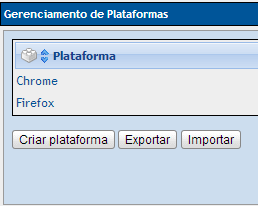 Gerenciamento de Plataformas
Plataforma
Chrome
Firefox
Criar plataforma Exportar Importar